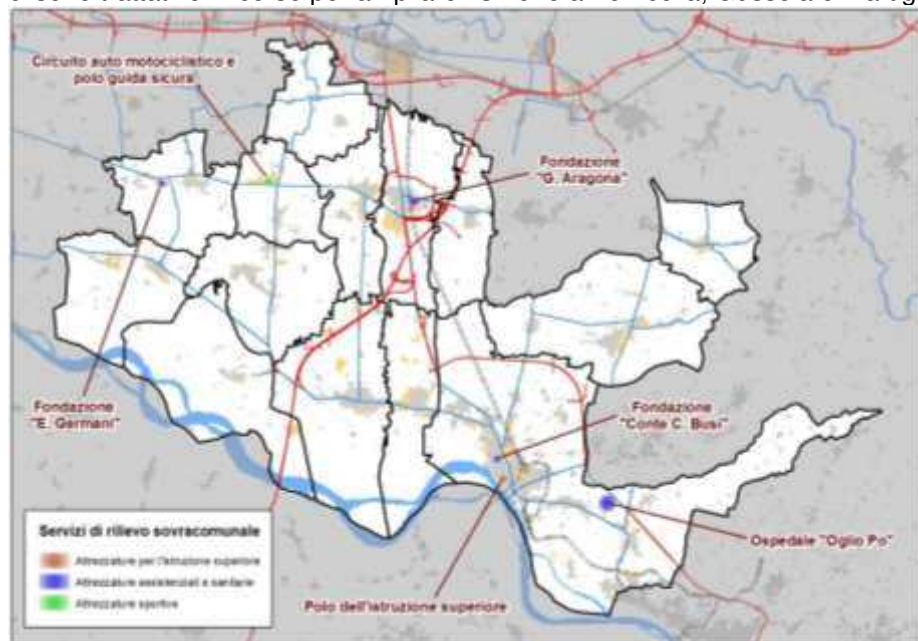 Circuito auto motociclistico e
polo guida sicura
Fondazione
"G. Aragona"
Fondazione
"E. Germani"
Fondazione
"Conte C. Busi"
Ospedale "Oglio Po"
Polo dell'istruzione superiore
Servizi di rilievo sovracomunale
Attrezzature per l'istruzione superiore
Attrezzature assistenziali e sanitarie
Attrezzature sportive